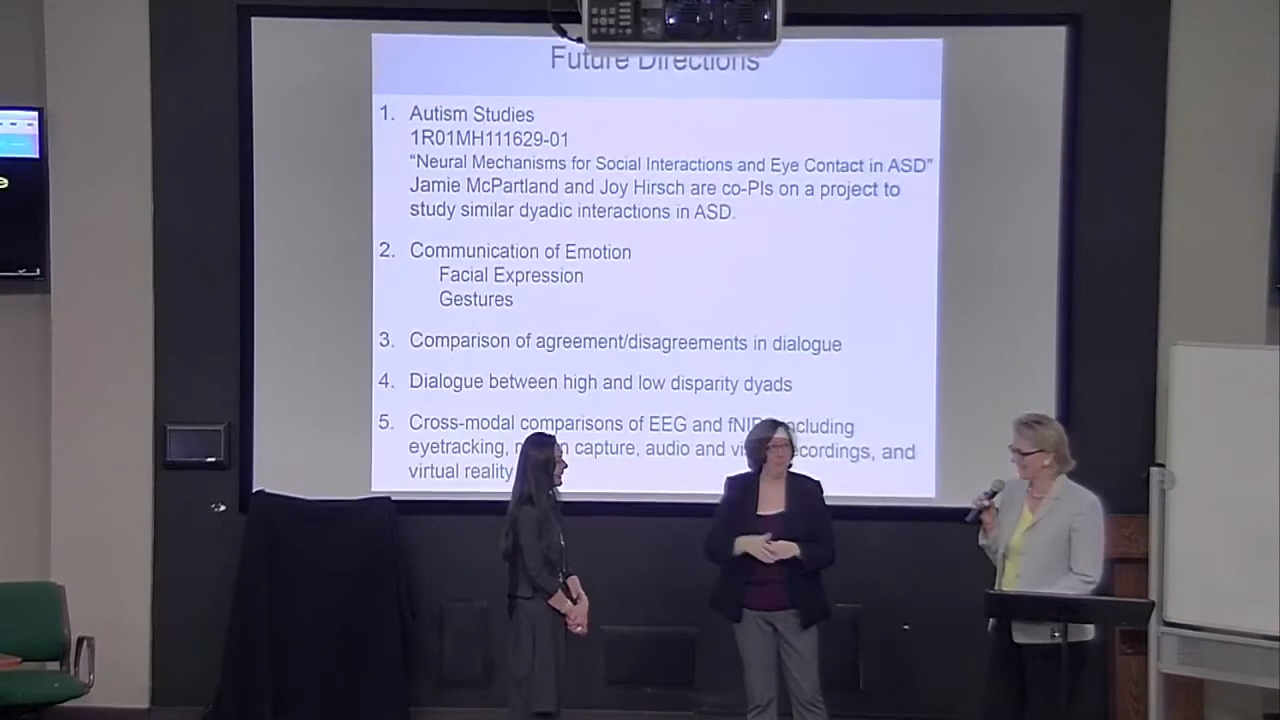 Future Directions
1. Autism Studies
1R01MH111629-01
“Neural Mechanisms for Social Interactions and Eye Contact in ASD”
Jamie McPartland and Joy Hirsch are co-PIs on a project to
study similar dyadic interactions in ASD.
2. Communication of Emotion
Facial Expression
Gestures
3. Comparison of agreement/disagreements in dialogue
4. Dialogue between high and low disparity dyads
5. Cross-modal comparisons of EEG and
eyetracking, capture, audio and and
virtual reality